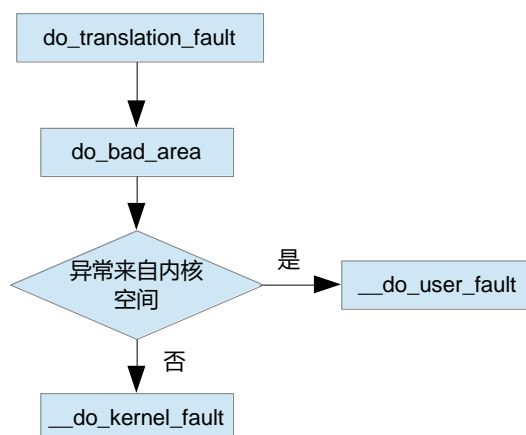 do_translation_fault
do_bad_area
异常来自内核
空间
是
__do_user_fault
否
__do_kernel_fault